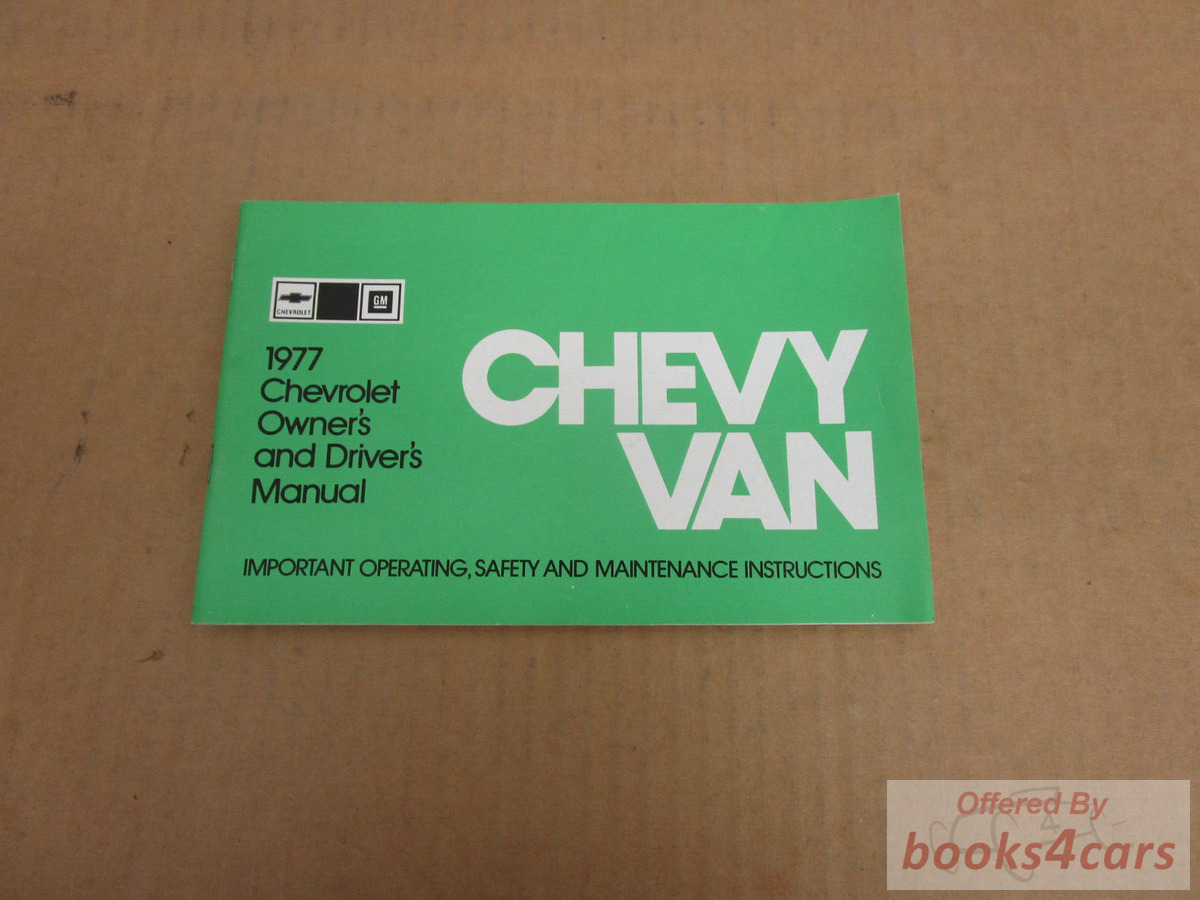 CHEVROLET
GM
1977
Chevrolet
Owner's
and Driver's
Manual
CHEVY
VAN
IMPORTANT OPERATING, SAFETY AND MAINTENANCE INSTRUCTIONS
Offered By
books4cars